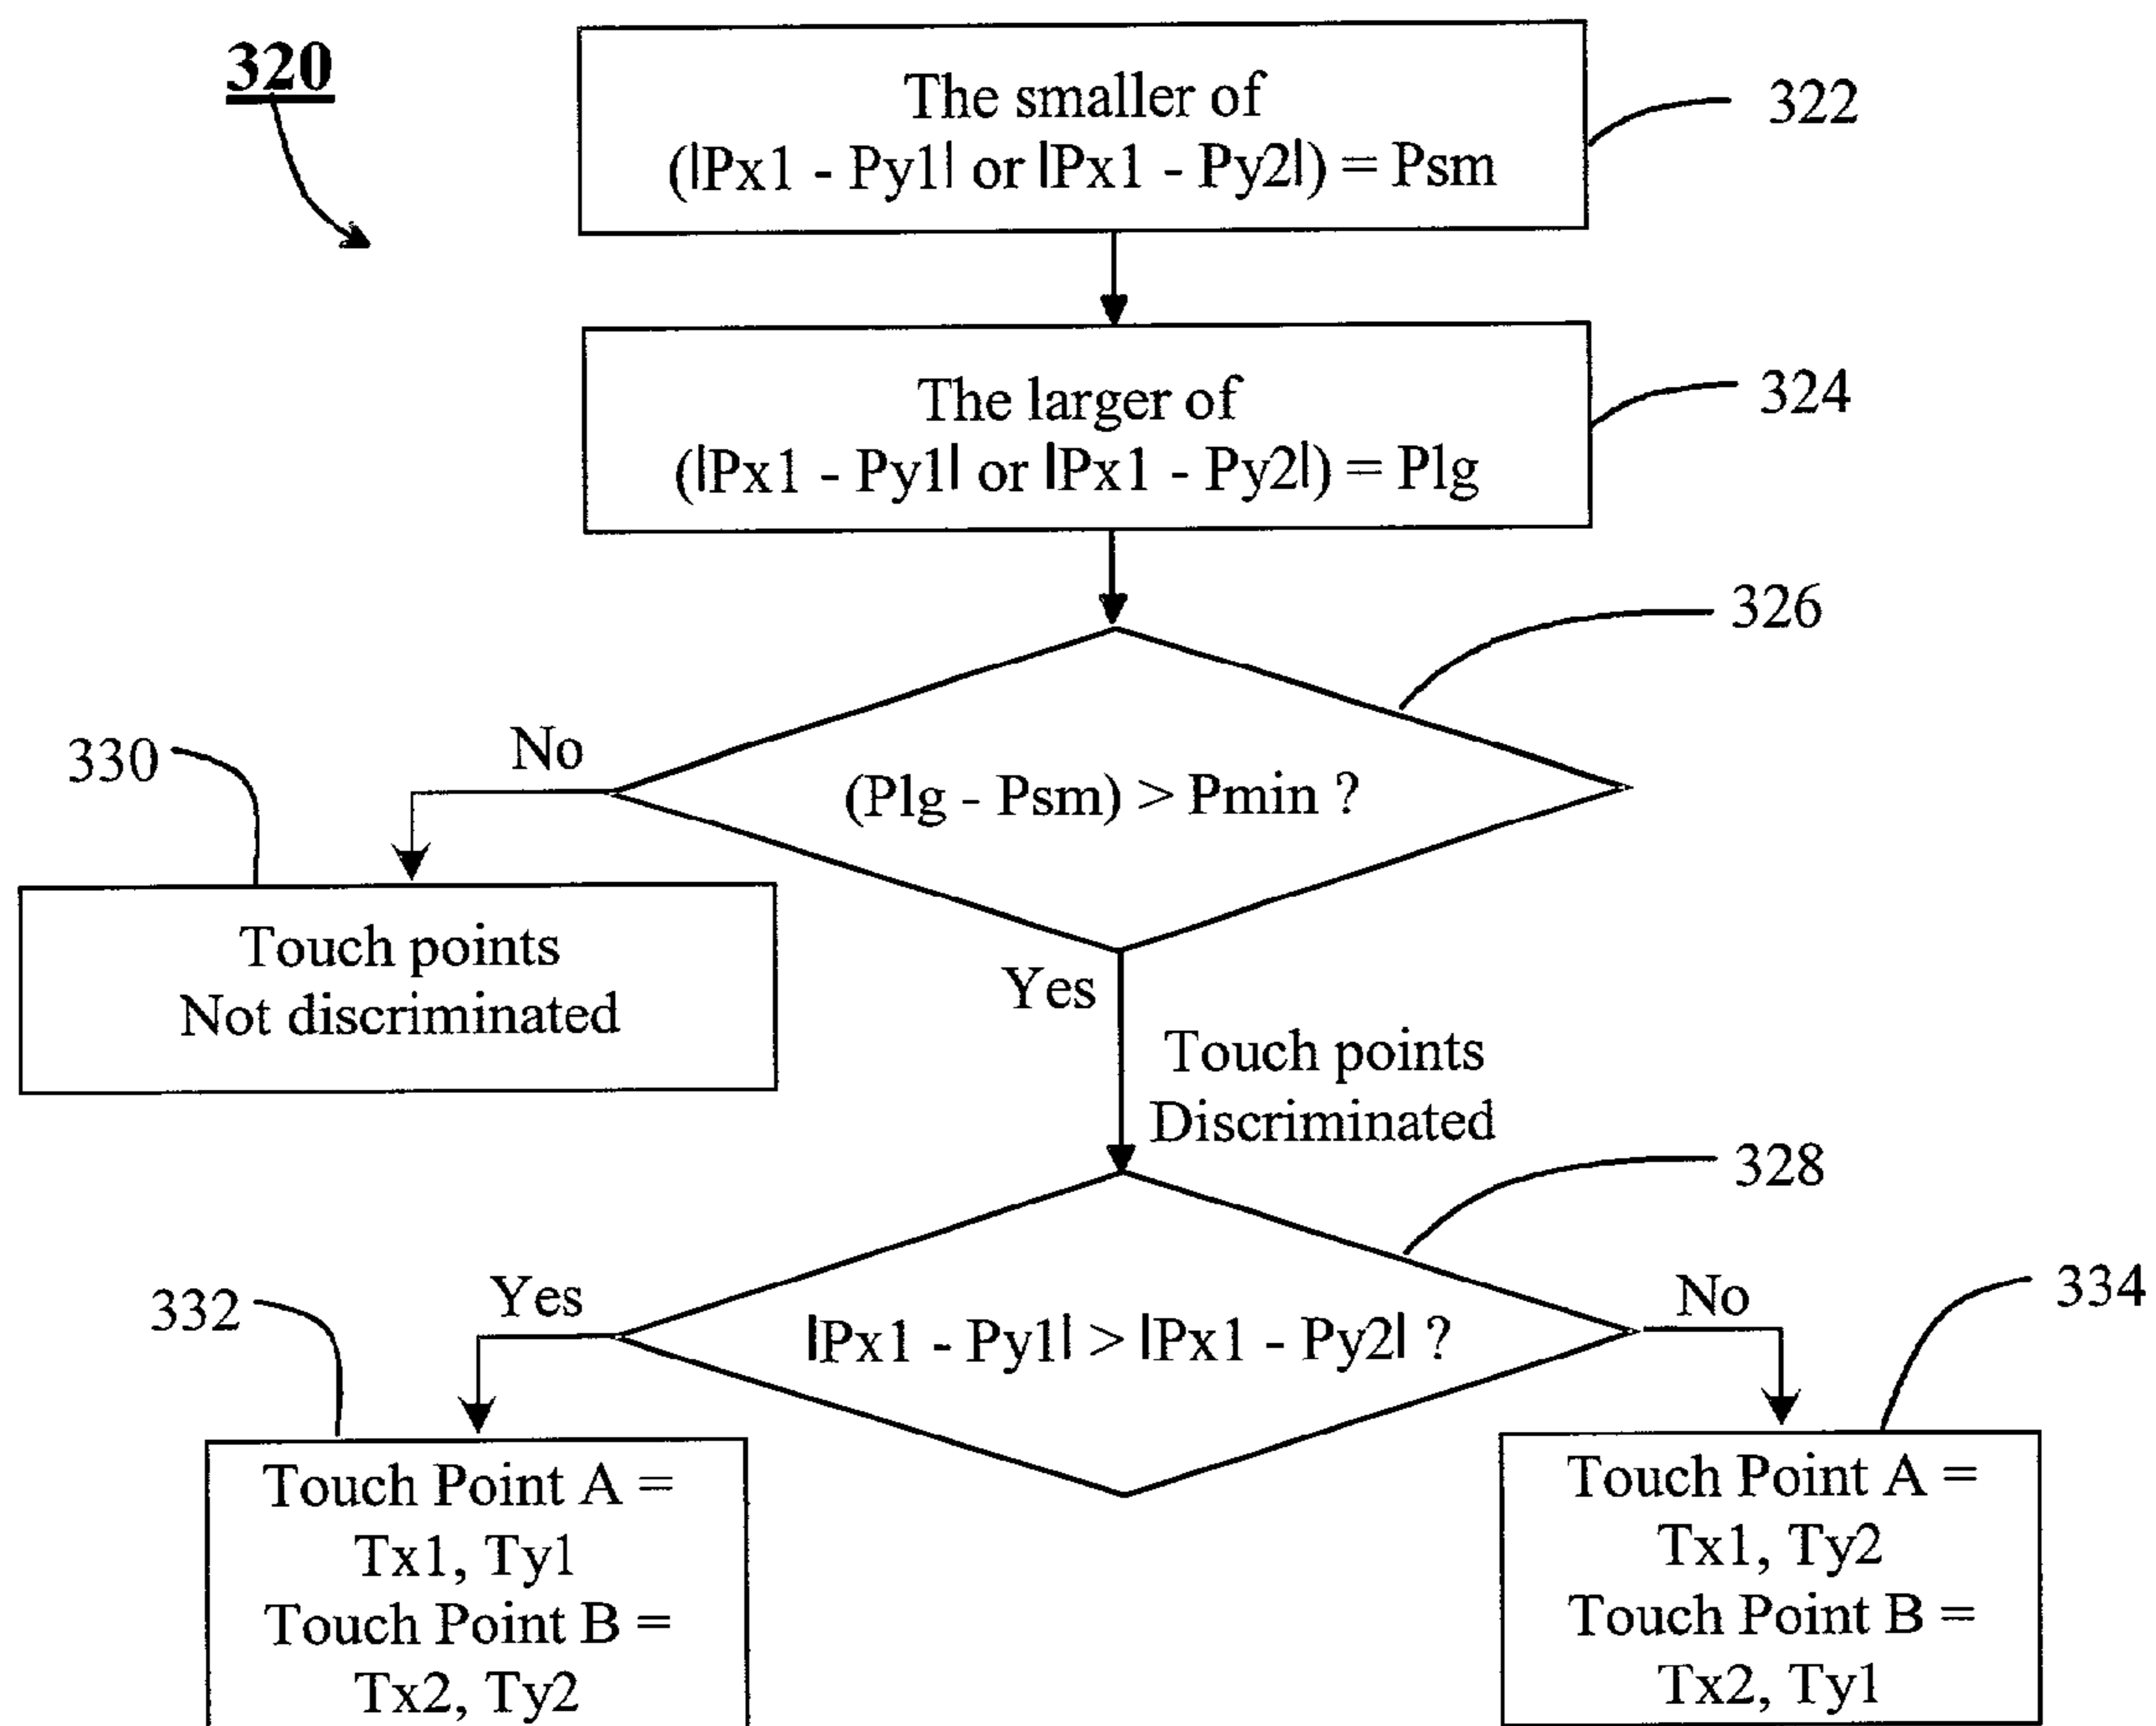 320
The smaller of
(|Px1 - Py1| or |Px1 - Py2|) = Psm
322
The larger of
(|Px1 - Py1| or |Px1 - Py2|) = Plg
324
326
(Plg - Psm) > Pmin ?
No
330
Touch points
Not discriminated
Yes
Touch points
Discriminated
328
|Px1 - Py1| > |Px1 - Py2| ?
Yes
332
No
334
Touch Point A =
Tx1, Ty1
Touch Point B =
Tx2, Ty2
Touch Point A =
Tx1, Ty2
Touch Point B =
Tx2, Ty1